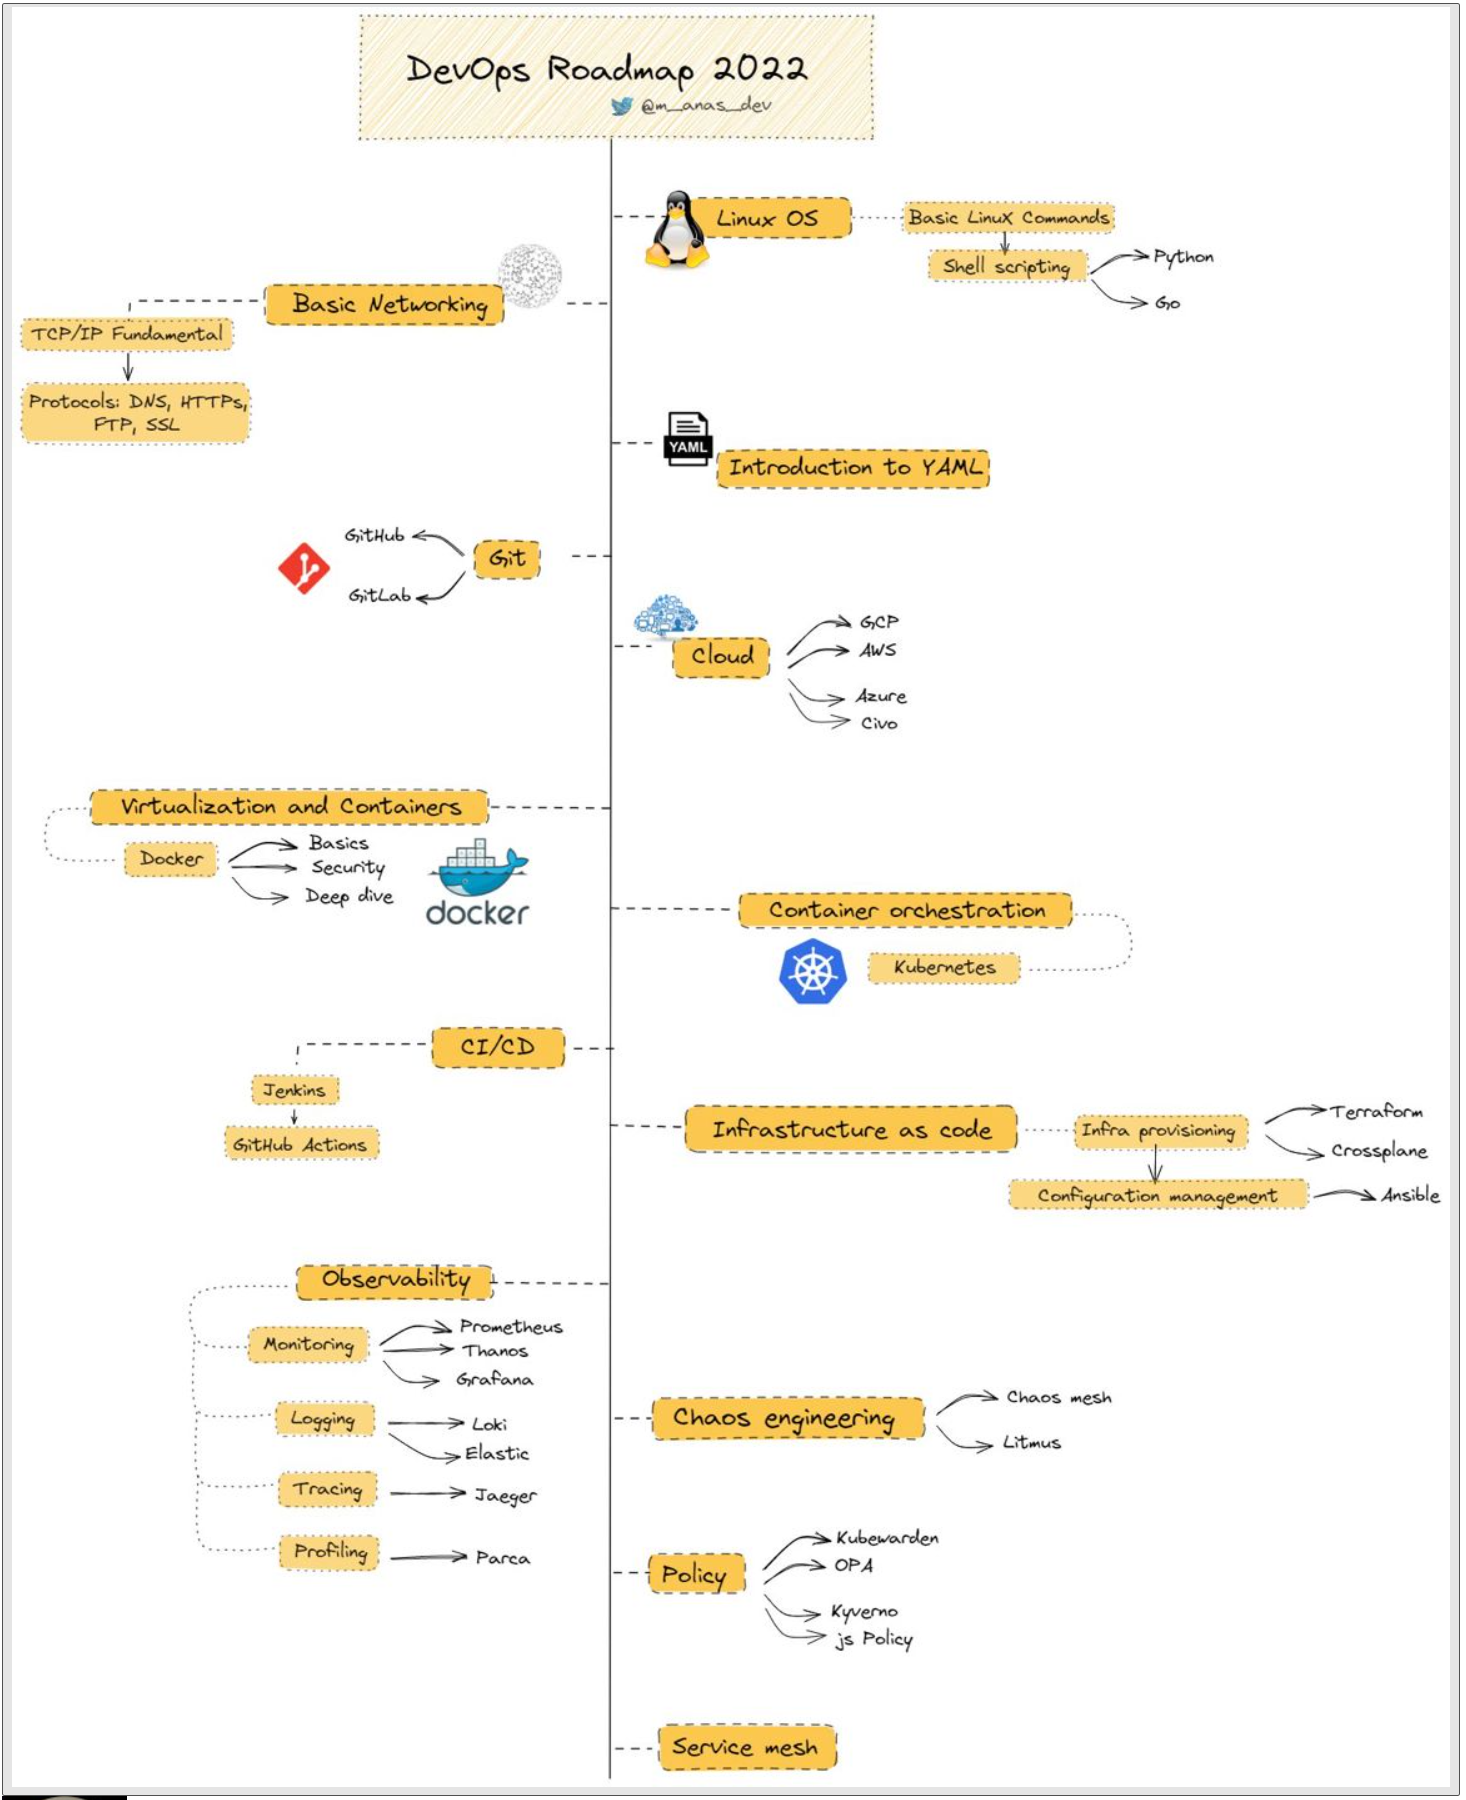 DevOps Roadmap 2022
@m_anas_dev
Linux OS
Basic LinuX Commands
Shell scripting
Python
Go
Basic Networking
TCP/IP Fundamental
Protocols: DNS, HTTPs,
FTP, SSL
YAML
Introduction to YAML
Git
GitHub
GitLab
Cloud
GCP
AWS
Azure
Civo
Virtualization and Containers
Docker
Basics
Security
Deep dive
docker
Container orchestration
Kubernetes
CI/CD
Jenkins
GitHub Actions
Infrastructure as code
Infra provisioning
Terraform
Crossplane
Configuration management
Ansible
Observability
Monitoring
Prometheus
Thanos
Grafana
Logging
Loki
Elastic
Tracing
Jaeger
Profiling
Parca
Chaos engineering
Chaos mesh
Litmus
Policy
Kubewarden
OPA
Kyverno
js Policy
Service mesh